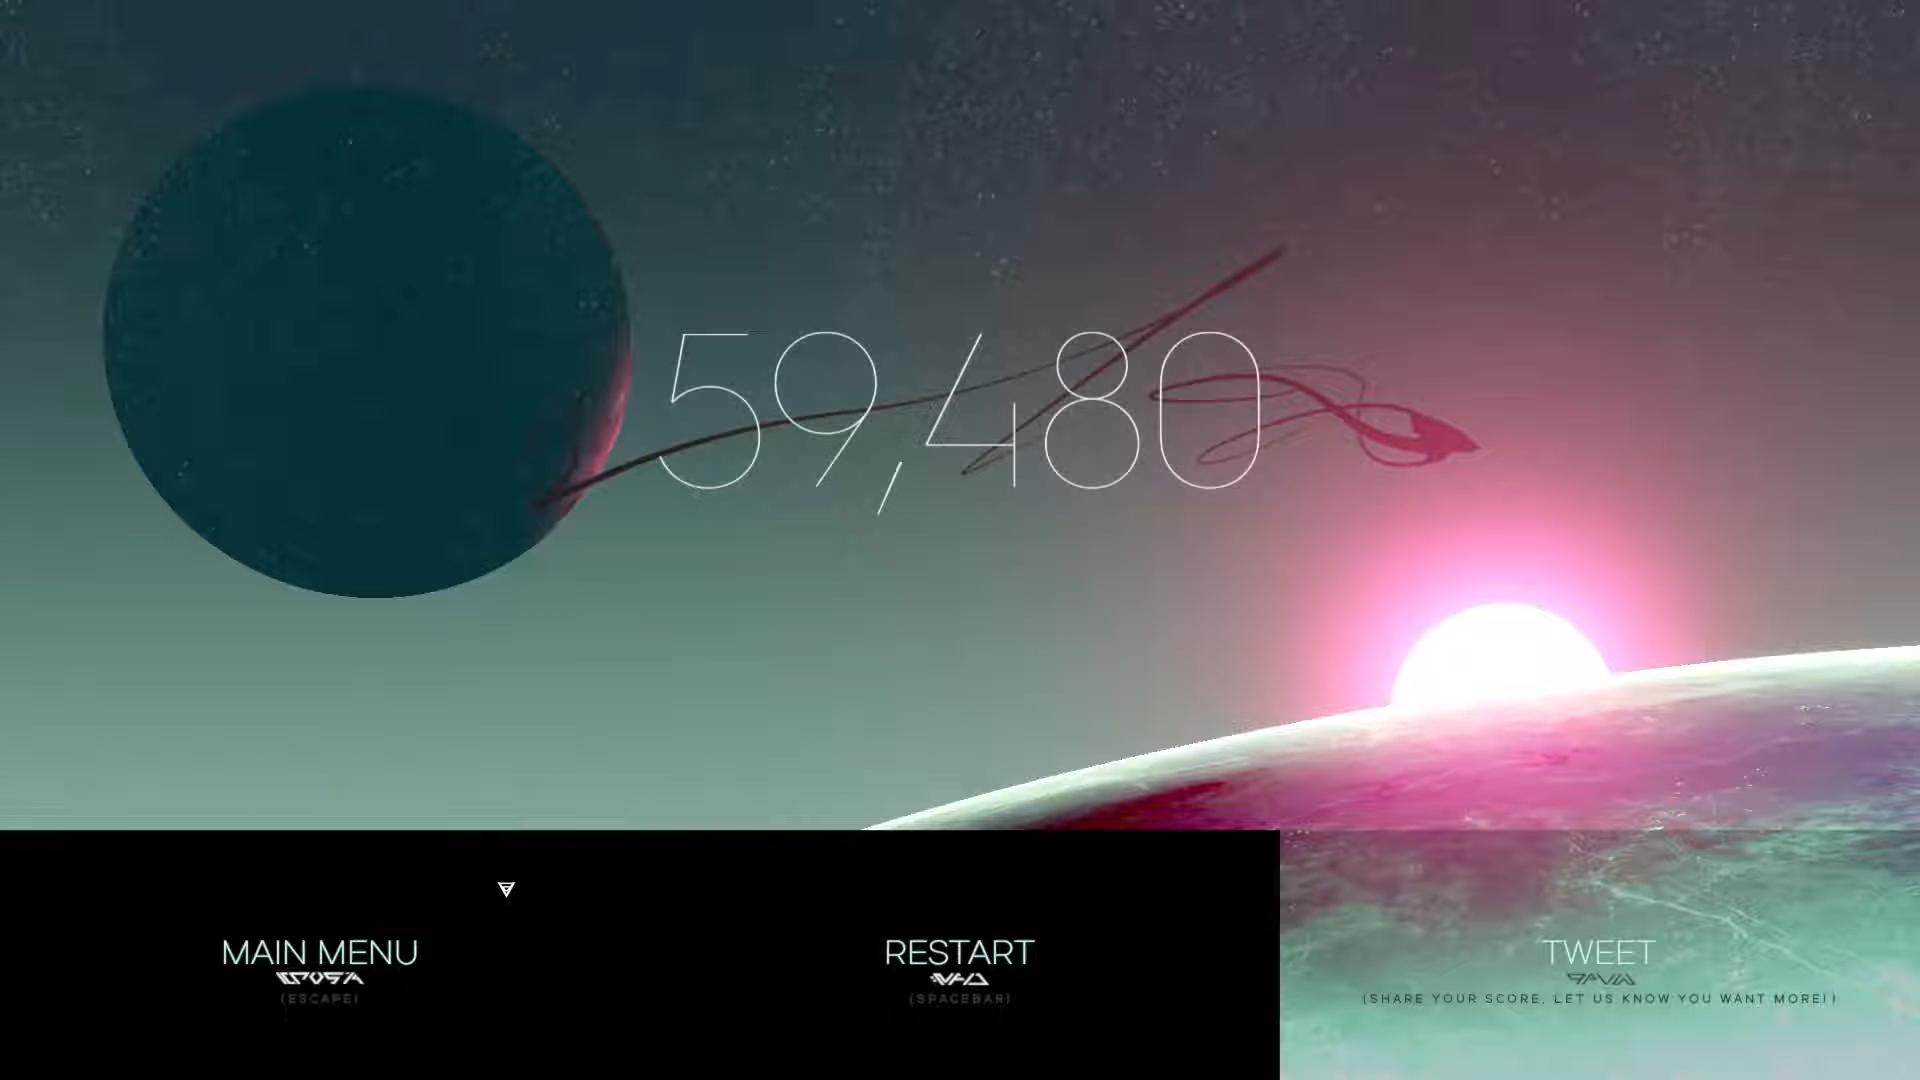 59,480
MAIN MENU
(ESCAPE)
RESTART
(SPACEBAR)
TWEET
(SHARE YOUR SCORE, LET US KNOW YOU WANT MORE!)